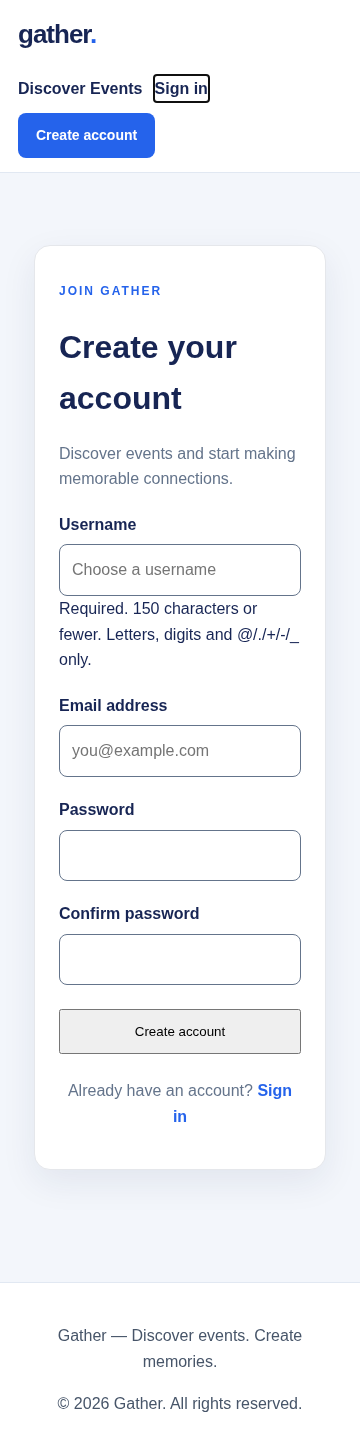 gather.
Discover Events Sign in
Create account
JOIN GATHER
Create your
account
Discover events and start making
memorable connections.
Username
Choose a username
Required. 150 characters or
fewer. Letters, digits and @/./+/-/_
only.
Email address
you@example.com
Password
Confirm password
Create account
Already have an account? Sign
in
Gather — Discover events. Create
memories.
© 2026 Gather. All rights reserved.